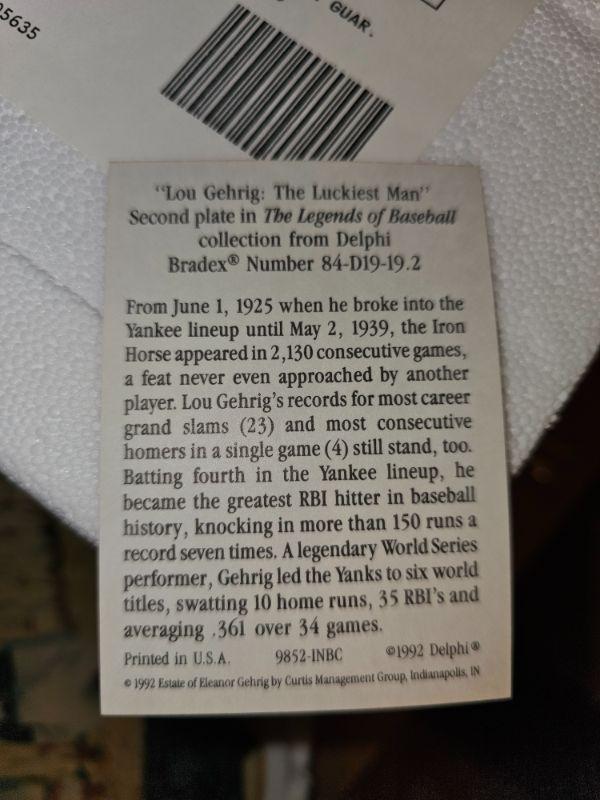 05635
GUAR.
"Lou Gehrig: The Luckiest Man"
Second plate in The Legends of Baseball
collection from Delphi
Bradex® Number 84-D19-19.2
From June 1, 1925 when he broke into the
Yankee lineup until May 2, 1939, the Iron
Horse appeared in 2,130 consecutive games,
a feat never even approached by another
player. Lou Gehrig's records for most career
grand slams (23) and most consecutive
homers in a single game (4) still stand, too.
Batting fourth in the Yankee lineup, he
became the greatest RBI hitter in baseball
history, knocking in more than 150 runs a
record seven times. A legendary World Series
performer, Gehrig led the Yanks to six world
titles, swatting 10 home runs, 35 RBI's and
averaging .361 over 34 games.
Printed in U.S.A. 9852-INBC ©1992 Delphi®
© 1992 Estate of Eleanor Gehrig by Curtis Management Group, Indianapolis, IN